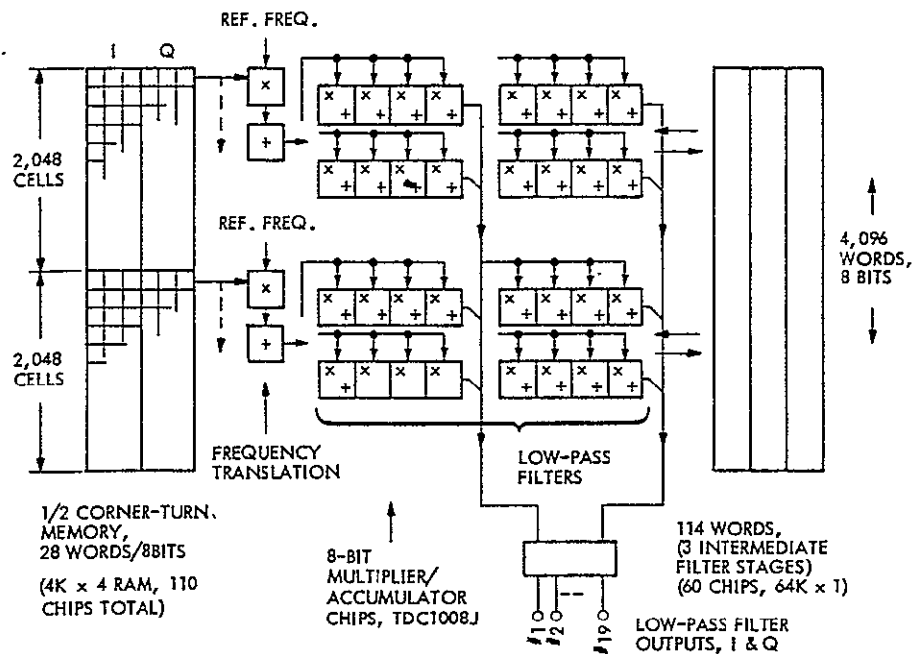 REF. FREQ.
I Q
2,048
CELLS
REF. FREQ.
2,048
CELLS
4,096
WORDS,
8 BITS
FREQUENCY
TRANSLATION
LOW-PASS
FILTERS
1/2 CORNER-TURN.
MEMORY,
28 WORDS/8BITS
(4K x 4 RAM, 110
CHIPS TOTAL)
8-BIT
MULTIPLIER/
ACCUMULATOR
CHIPS, TDC1008J
114 WORDS,
(3 INTERMEDIATE
FILTER STAGES)
(60 CHIPS, 64K x 1)
#1 #2 #19
LOW-PASS FILTER
OUTPUTS, I & Q